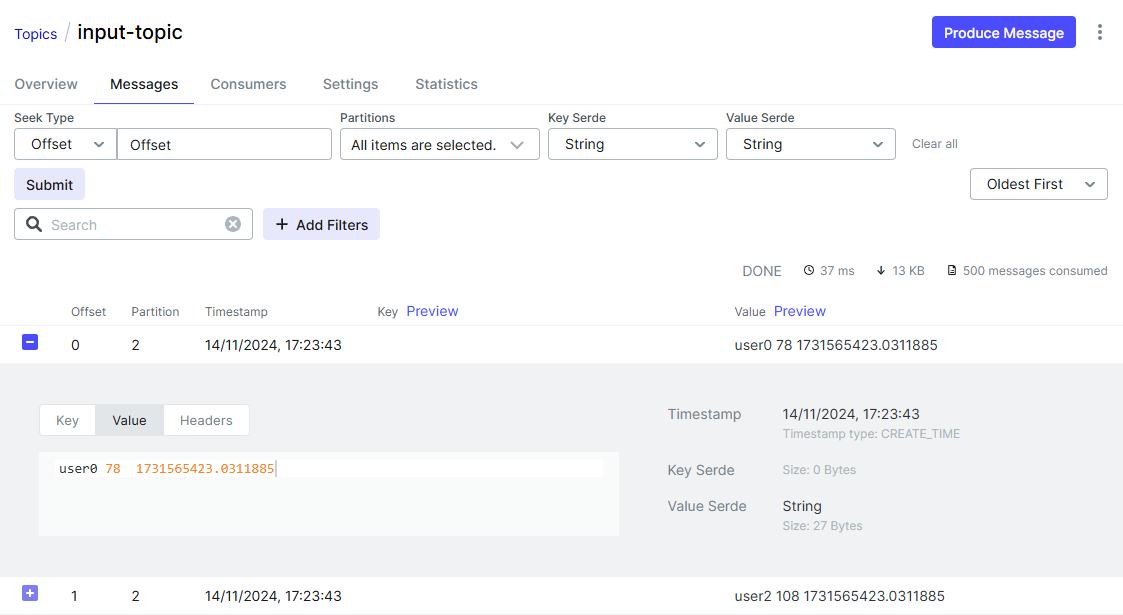 Topics / input-topic
Produce Message
Overview Messages Consumers Settings Statistics
Seek Type Partitions Key Serde Value Serde
Offset Offset All items are selected. String String Clear all
Submit Oldest First
Search + Add Filters
DONE 37 ms 13 KB 500 messages consumed
Offset Partition Timestamp Key Preview Value Preview
0 2 14/11/2024, 17:23:43 user0 78 1731565423.0311885
Key Value Headers
user0 78  1731565423.0311885
Timestamp 14/11/2024, 17:23:43
Timestamp type: CREATE_TIME
Key Serde Size: 0 Bytes
Value Serde String
Size: 27 Bytes
1 2 14/11/2024, 17:23:43 user2 108 1731565423.0311885